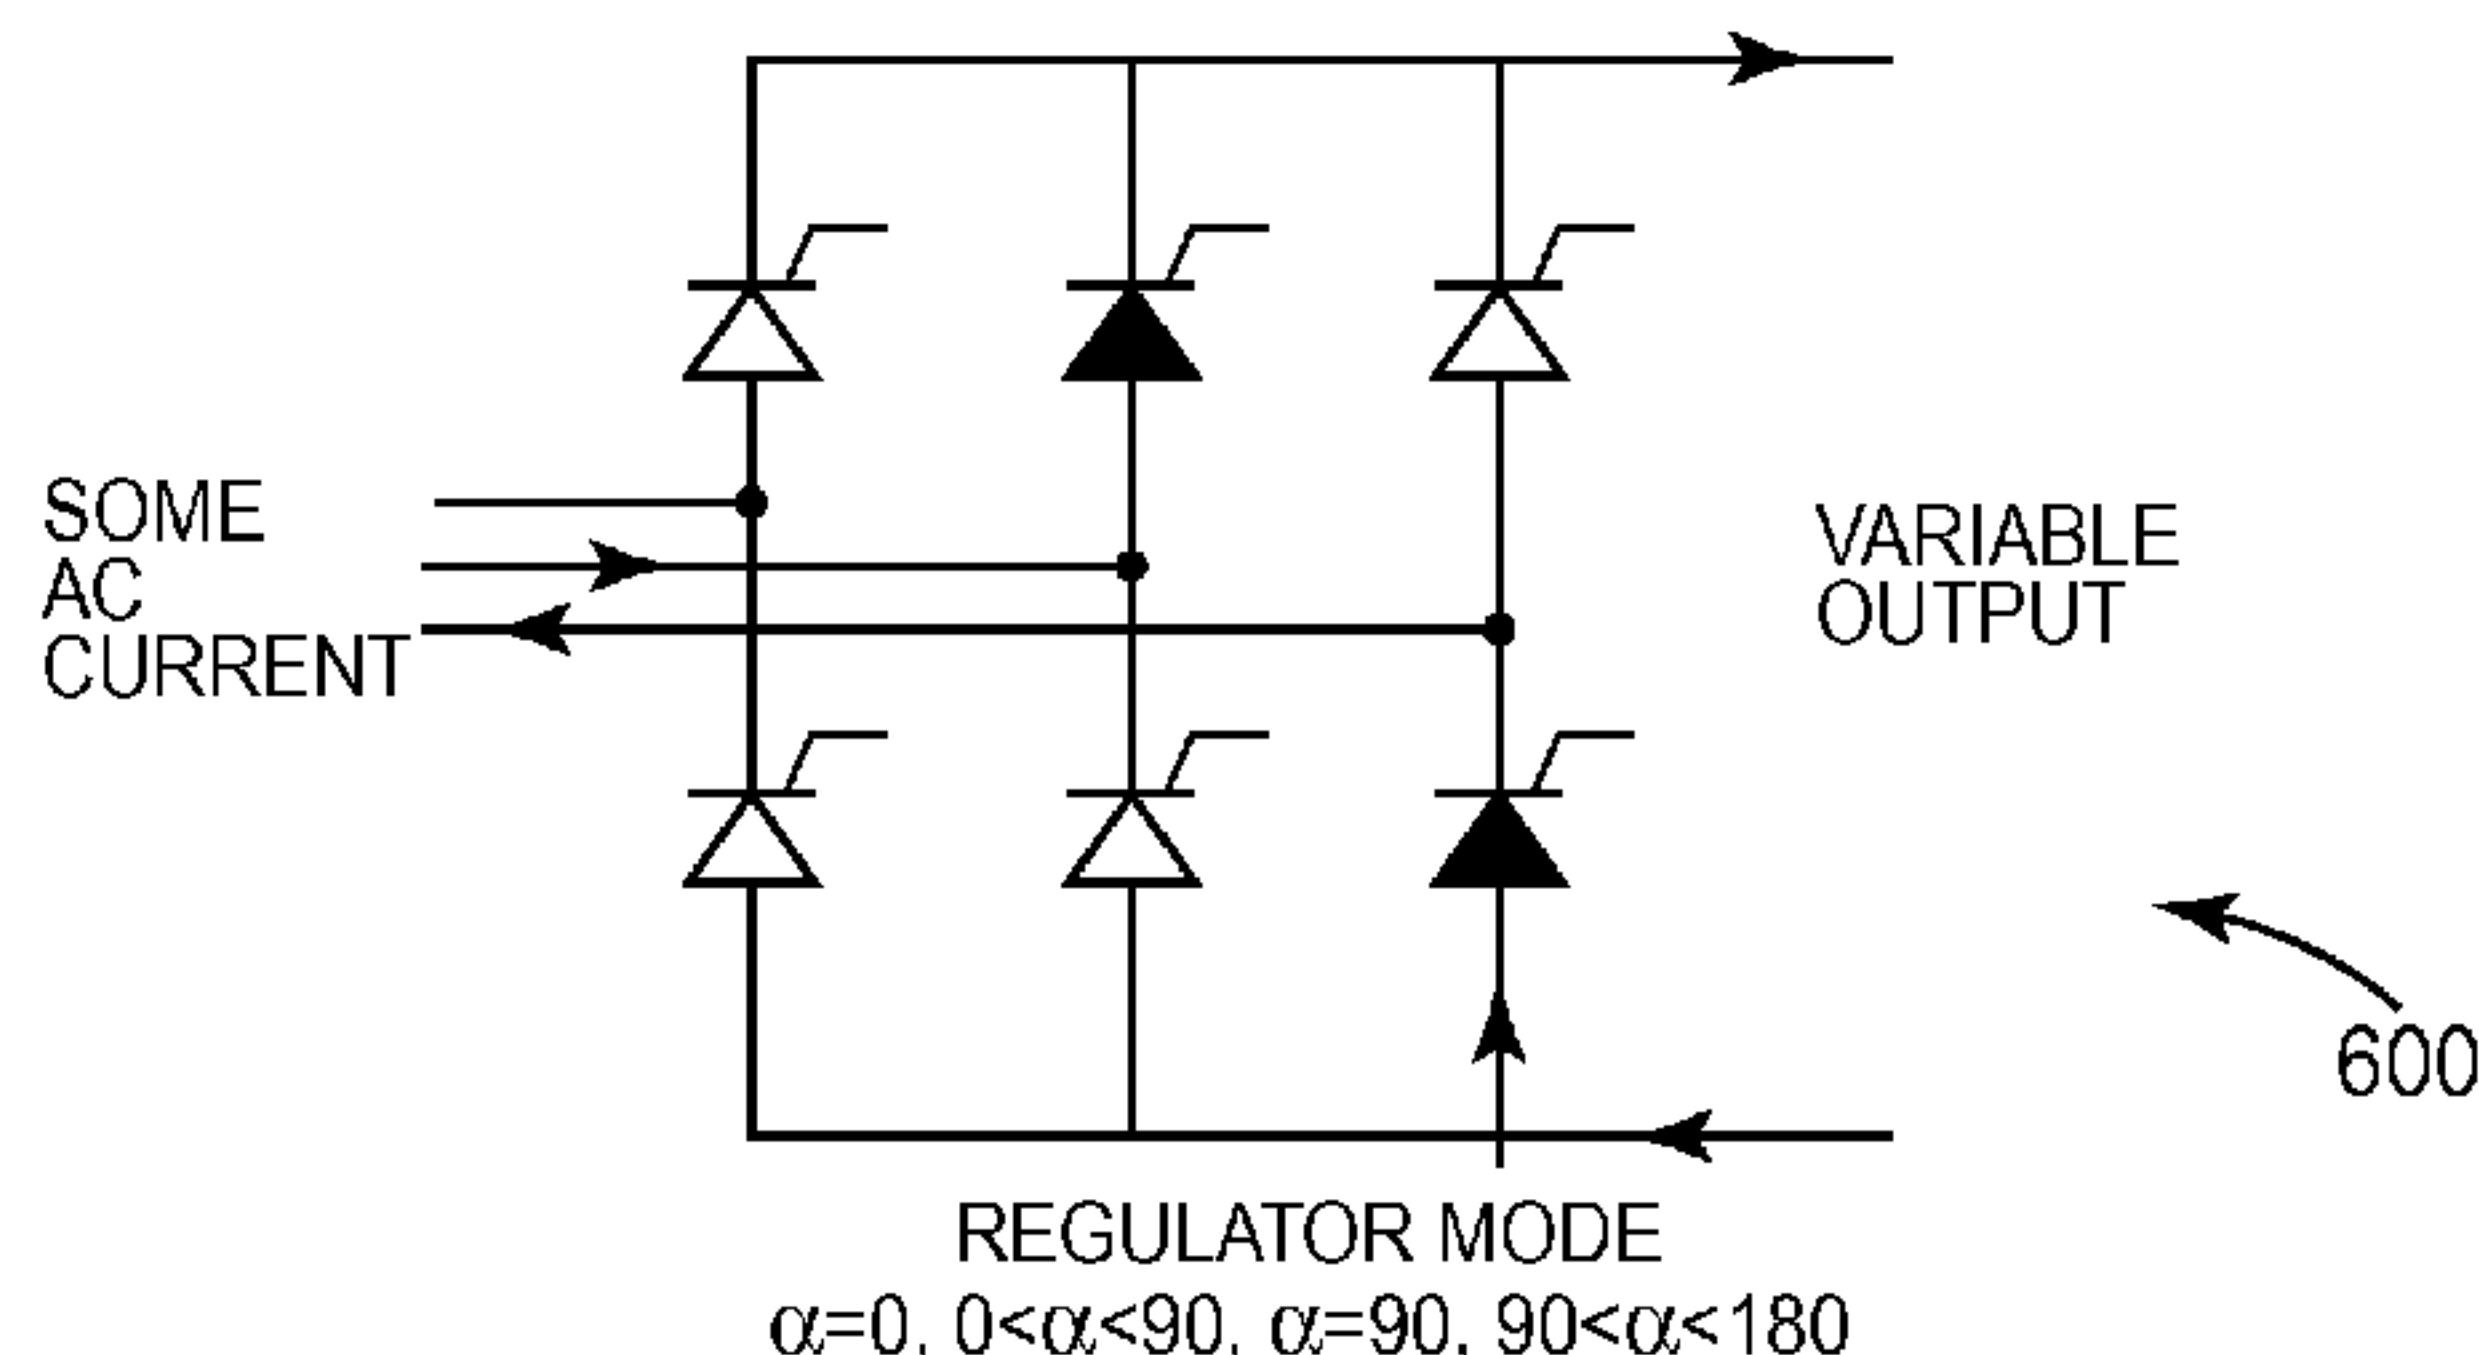 SOME
AC
CURRENT
VARIABLE
OUTPUT
600
REGULATOR MODE
α=0, 0<α<90, α=90, 90<α<180